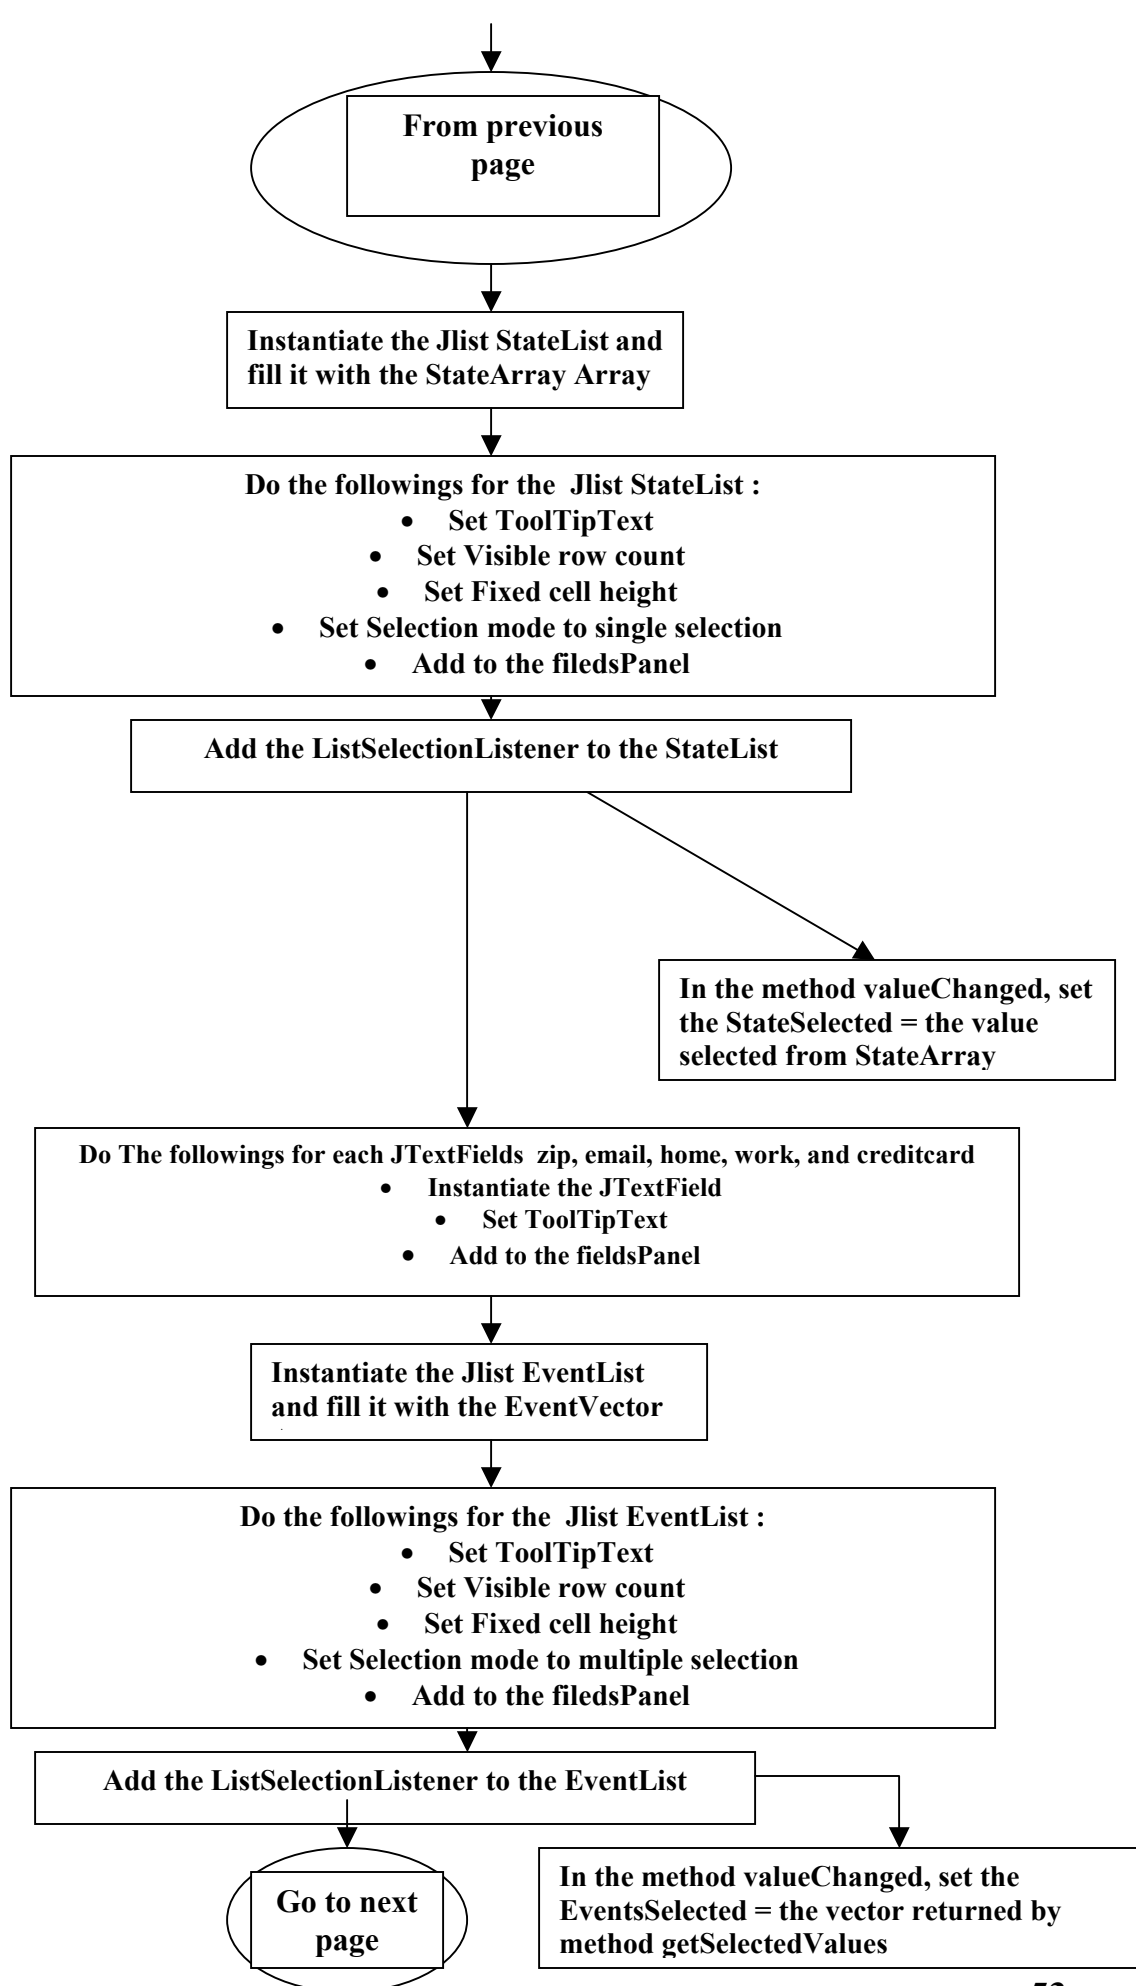 From previous
page
Instantiate the Jlist StateList and
fill it with the StateArray Array
Do the followings for the Jlist StateList :
• Set ToolTipText
• Set Visible row count
• Set Fixed cell height
• Set Selection mode to single selection
• Add to the filedsPanel
Add the ListSelectionListener to the StateList
In the method valueChanged, set
the StateSelected = the value
selected from StateArray
Do The followings for each JTextFields zip, email, home, work, and creditcard
• Instantiate the JTextField
• Set ToolTipText
• Add to the fieldsPanel
Instantiate the Jlist EventList
and fill it with the EventVector
Do the followings for the Jlist EventList :
• Set ToolTipText
• Set Visible row count
• Set Fixed cell height
• Set Selection mode to multiple selection
• Add to the filedsPanel
Add the ListSelectionListener to the EventList
Go to next
page
In the method valueChanged, set the
EventsSelected = the vector returned by
method getSelectedValues